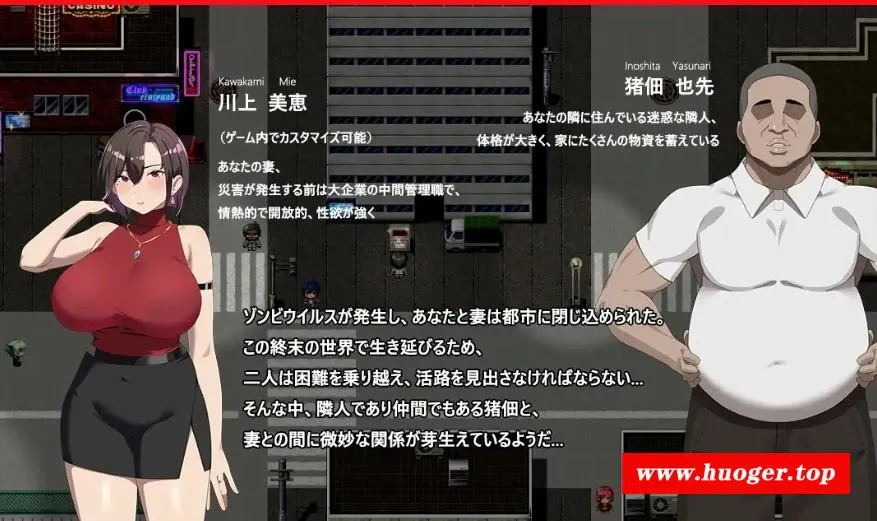 CASINO
Club
Kawakami Mie
川上 美恵
（ゲーム内でカスタマイズ可能）
あなたの妻、
災害が発生する前は大企業の中間管理職で、
情熱的で開放的、性欲が強く
Inoshita Yasunari
猪佃 也先
あなたの隣に住んでいる迷惑な隣人、
体格が大きく、家にたくさんの物資を蓄えている
ゾンビウイルスが発生し、あなたと妻は都市に閉じ込められた。
この終末の世界で生き延びるため、
二人は困難を乗り越え、活路を見出さなければならない...
そんな中、隣人であり仲間でもある猪佃と、
妻との間に微妙な関係が芽生えているようだ...
www.huoger.top